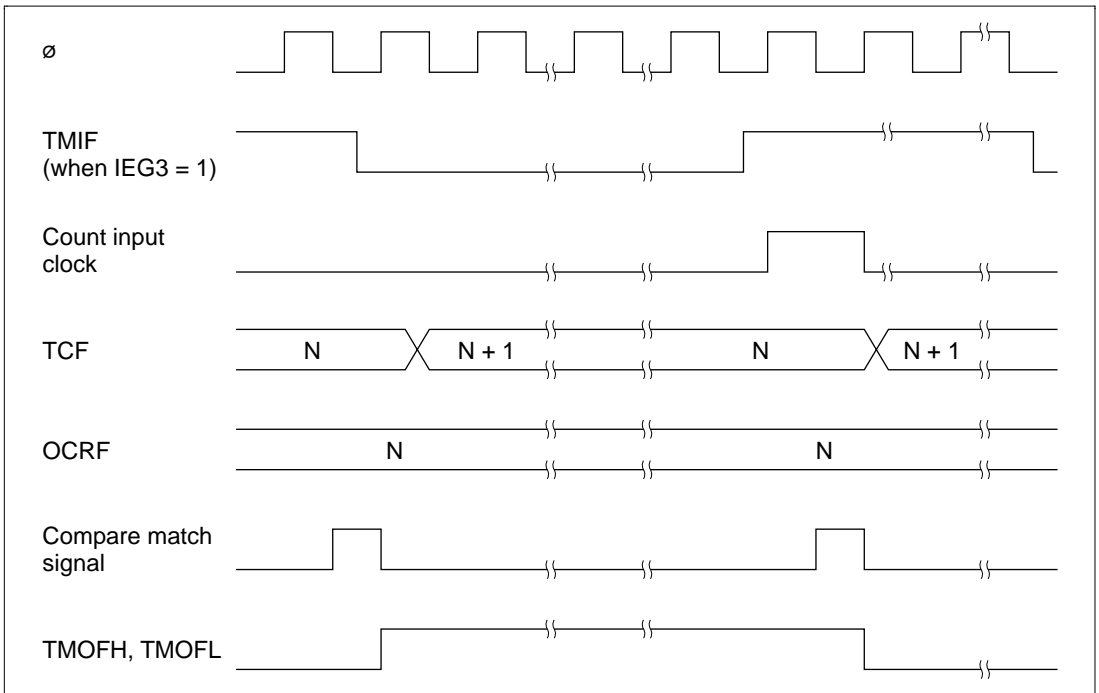 ø
TMIF
(when IEG3 = 1)
Count input
clock
TCF
N
N + 1
N
N + 1
OCRF
N
N
Compare match
signal
TMOFH, TMOFL